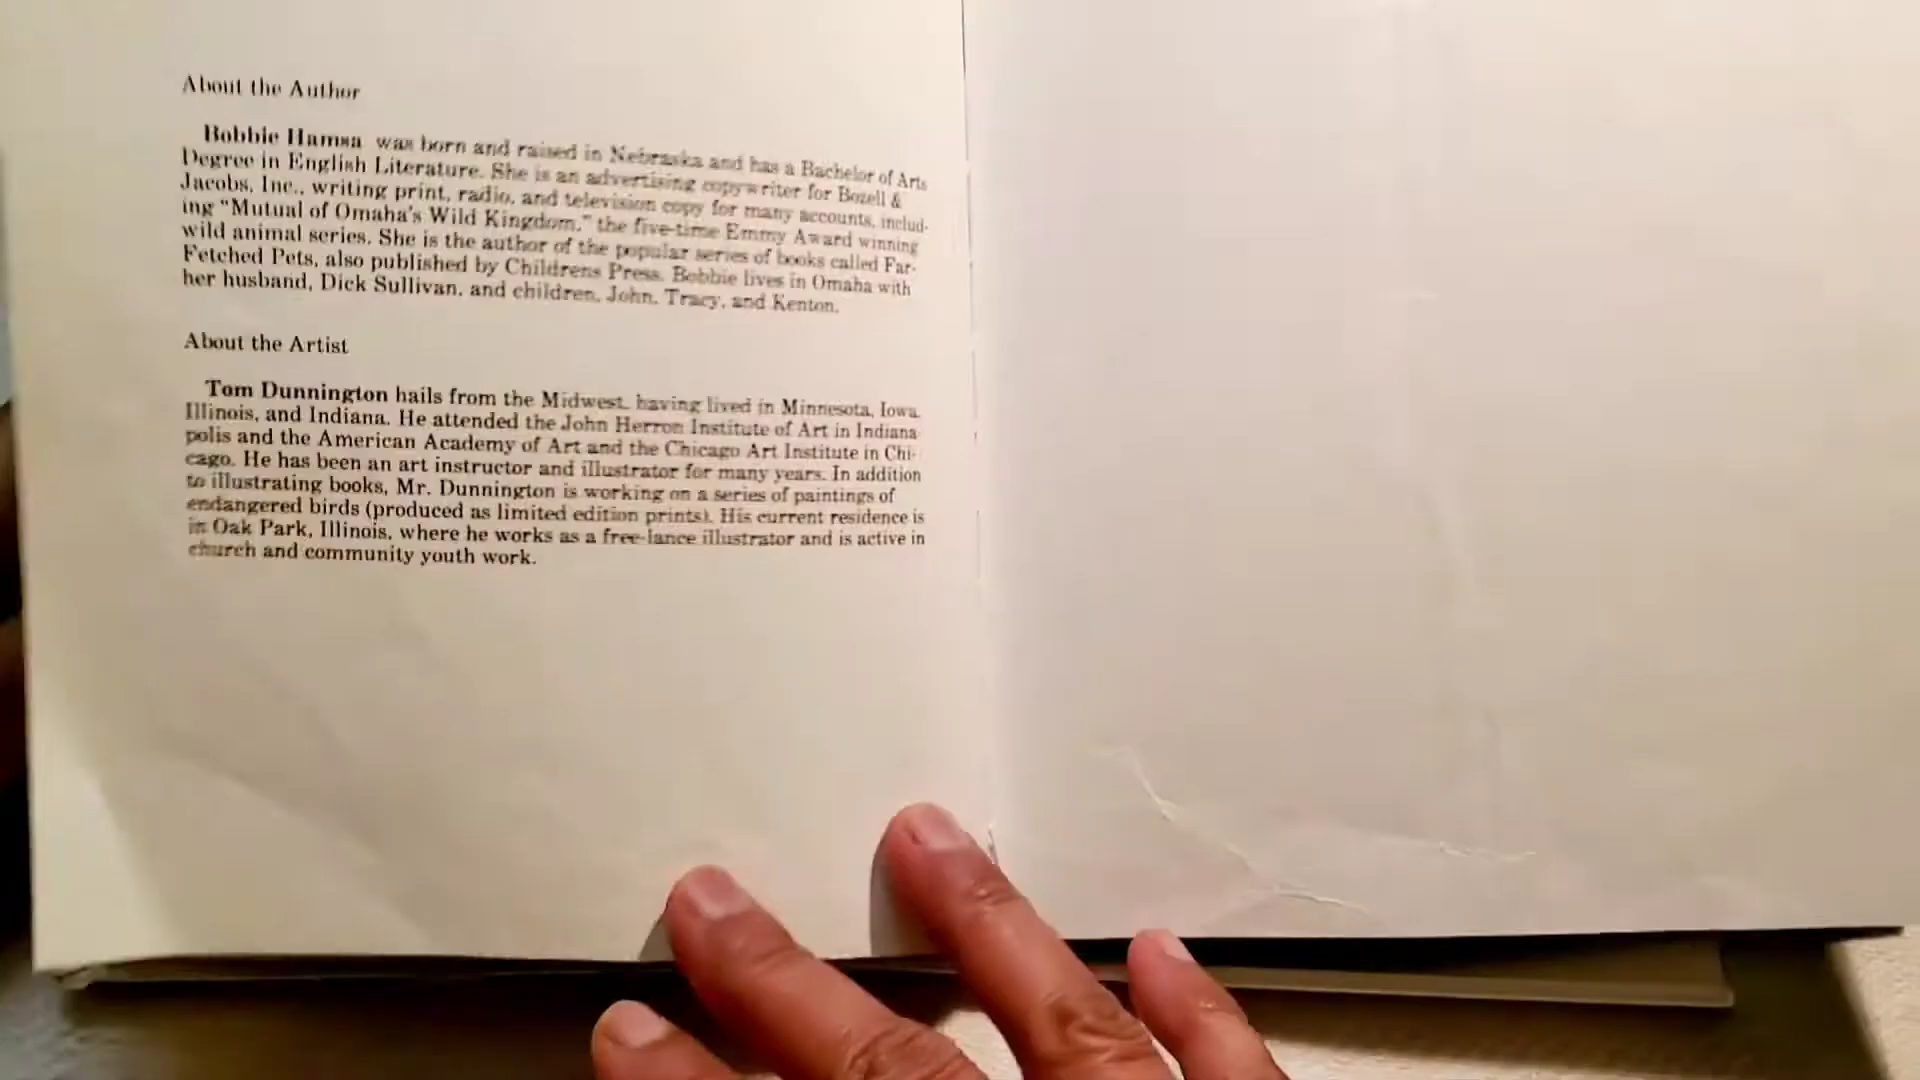 About the Author
Bobbie Hamsa was born and raised in Nebraska and has a Bachelor of Arts
Degree in English Literature. She is an advertising copywriter for Bozell &
Jacobs, Inc., writing print, radio, and television copy for many accounts, includ-
ing "Mutual of Omaha's Wild Kingdom," the five-time Emmy Award winning
wild animal series. She is the author of the popular series of books called Far-
Fetched Pets, also published by Childrens Press. Bobbie lives in Omaha with
her husband, Dick Sullivan, and children, John, Tracy, and Kenton.
About the Artist
Tom Dunnington hails from the Midwest, having lived in Minnesota, Iowa,
Illinois, and Indiana. He attended the John Herron Institute of Art in Indiana-
polis and the American Academy of Art and the Chicago Art Institute in Chi-
cago. He has been an art instructor and illustrator for many years. In addition
to illustrating books, Mr. Dunnington is working on a series of paintings of
endangered birds (produced as limited edition prints). His current residence is
in Oak Park, Illinois, where he works as a free-lance illustrator and is active in
church and community youth work.